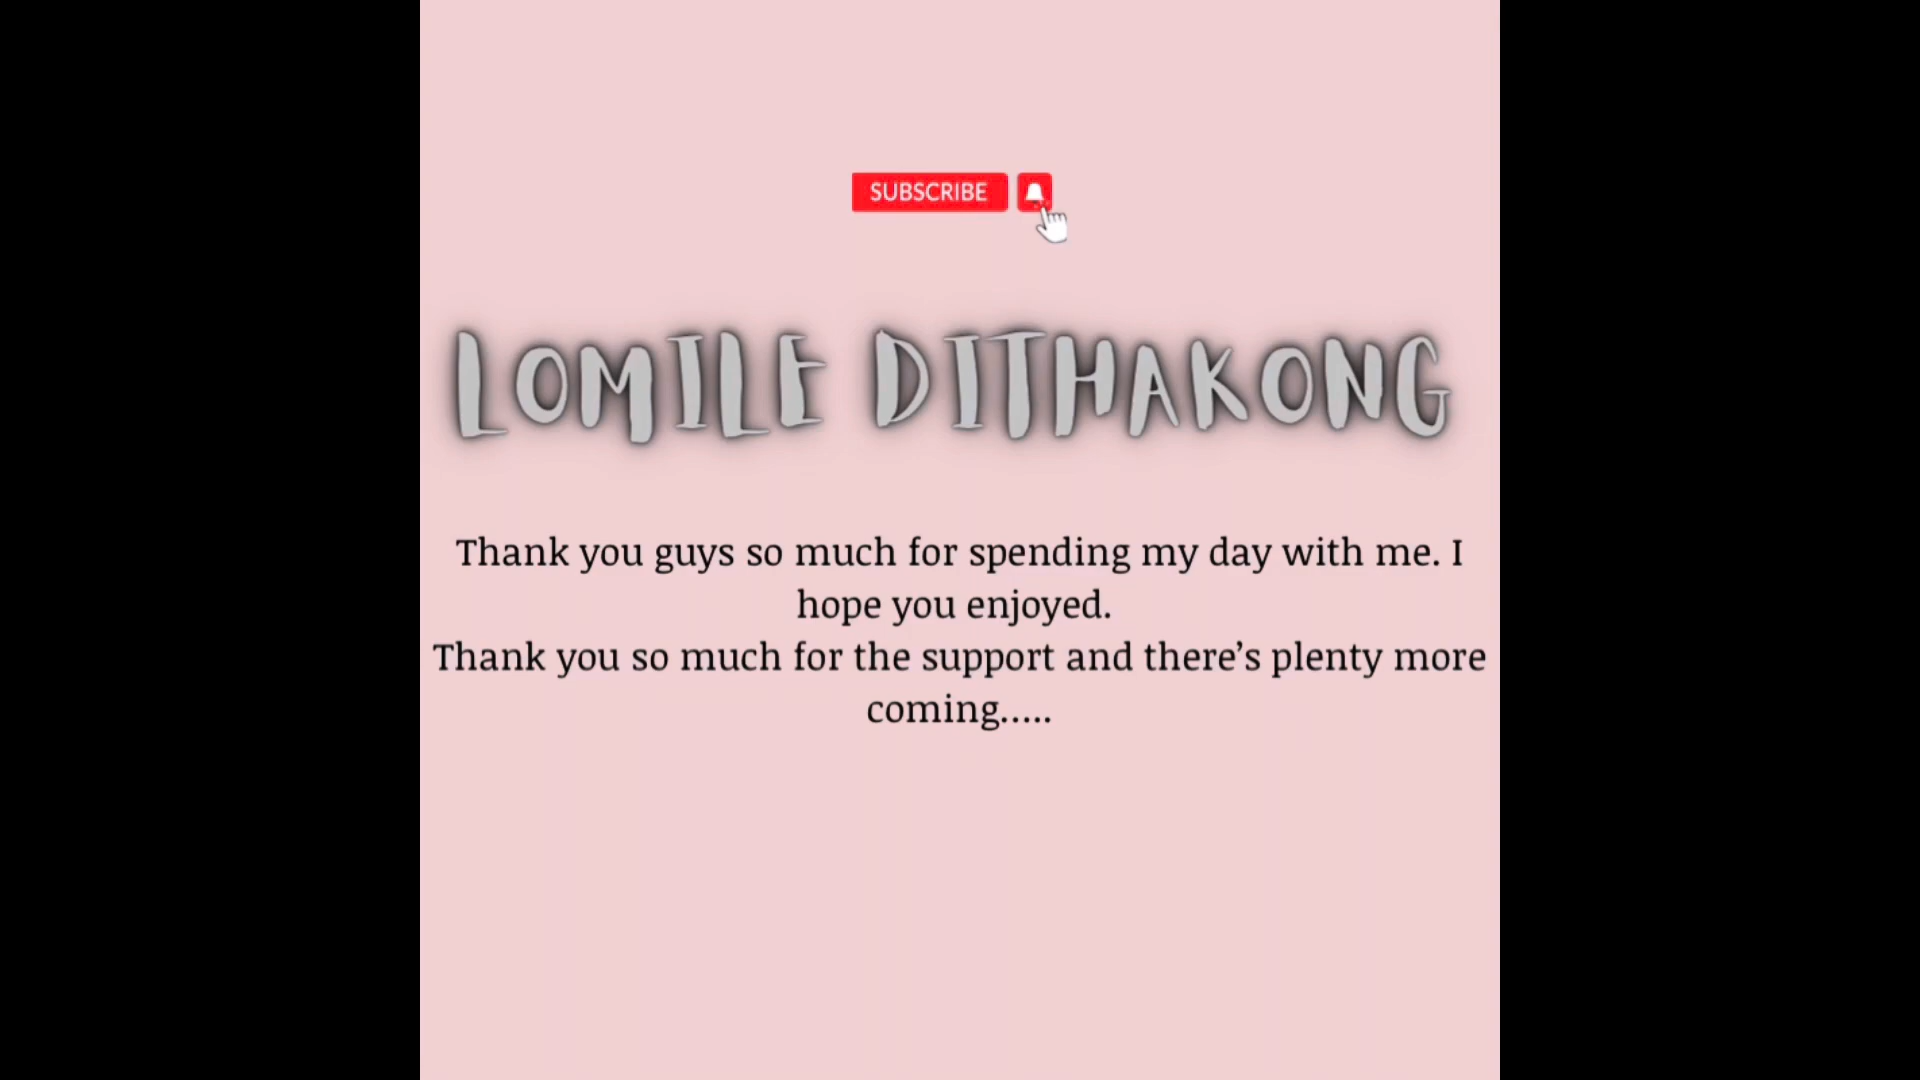 SUBSCRIBE
LOMILE DITHAKONG
Thank you guys so much for spending my day with me. I
hope you enjoyed.
Thank you so much for the support and there’s plenty more
coming.....